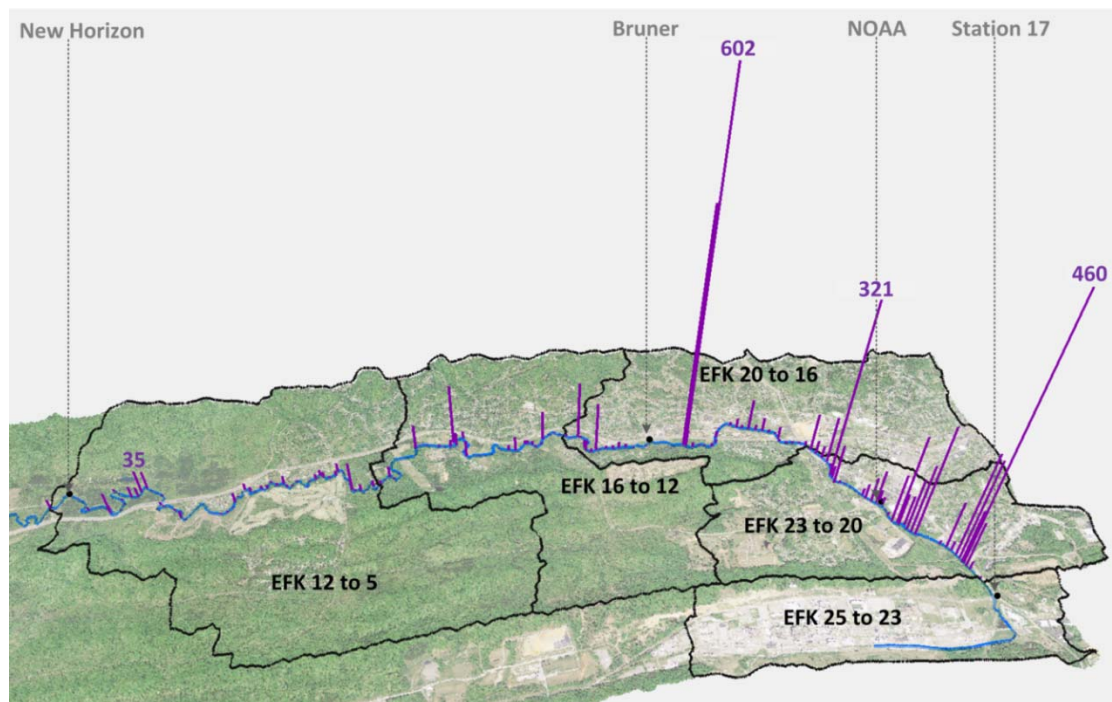 New Horizon
Bruner
NOAA
Station 17
602
460
321
EFK 20 to 16
35
EFK 16 to 12
EFK 23 to 20
EFK 12 to 5
EFK 25 to 23